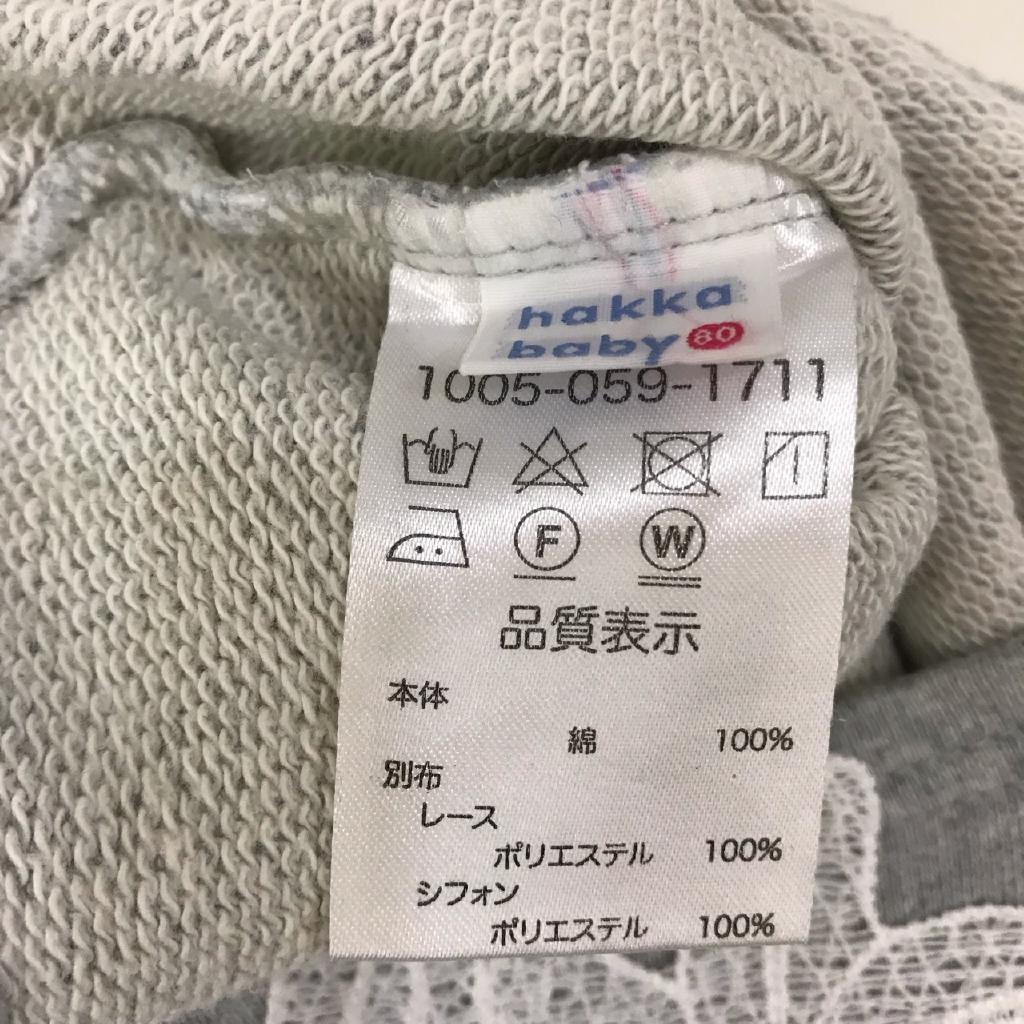 hakka
baby 80
1005-059-1711
F W
品質表示
本体
綿 100%
別布
レース
ポリエステル 100%
シフォン
ポリエステル 100%